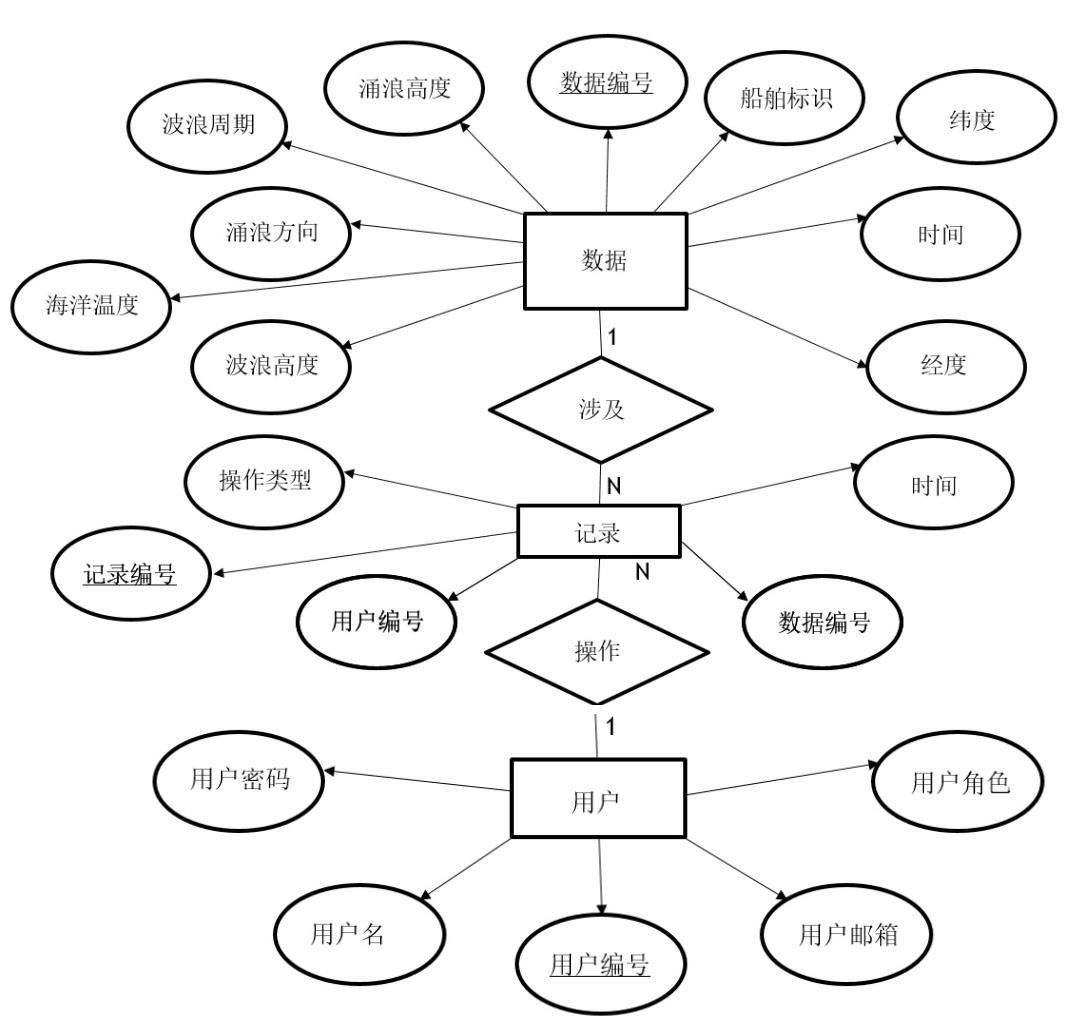 涌浪高度
数据编号
船舶标识
纬度
波浪周期
涌浪方向
数据
时间
海洋温度
波浪高度
1
经度
涉及
操作类型
N
时间
记录
记录编号
N
用户编号
数据编号
操作
1
用户密码
用户
用户角色
用户名
用户编号
用户邮箱